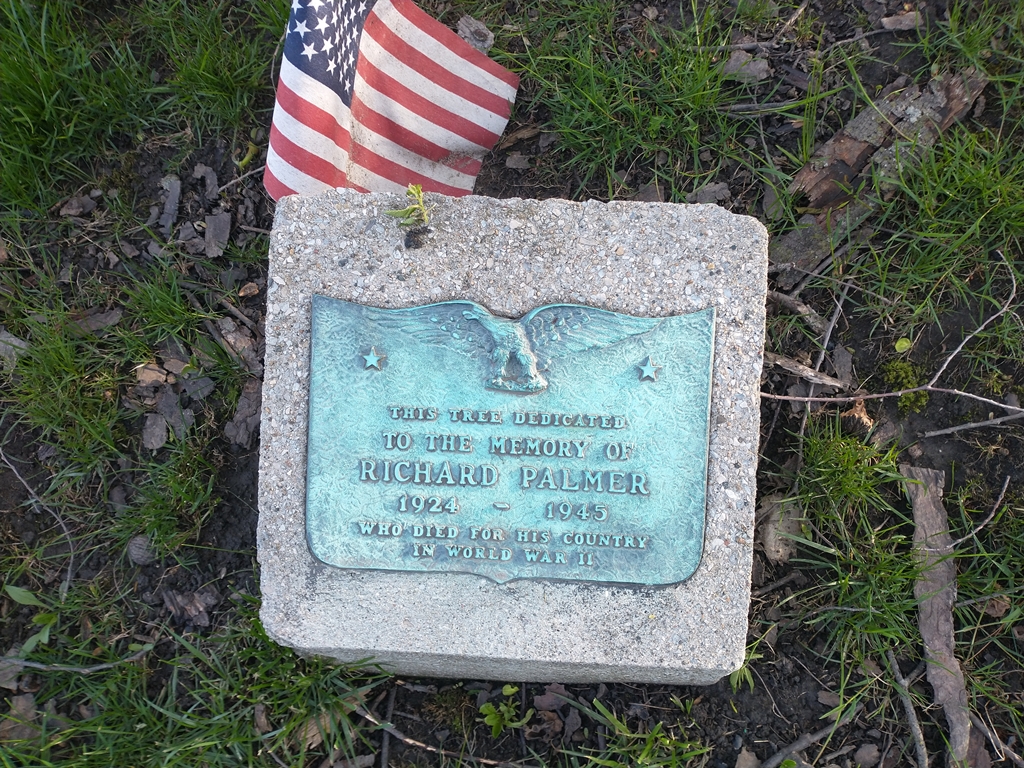 THIS TREE DEDICATED
TO THE MEMORY OF
RICHARD PALMER
1924 - 1945
WHO DIED FOR HIS COUNTRY
IN WORLD WAR II